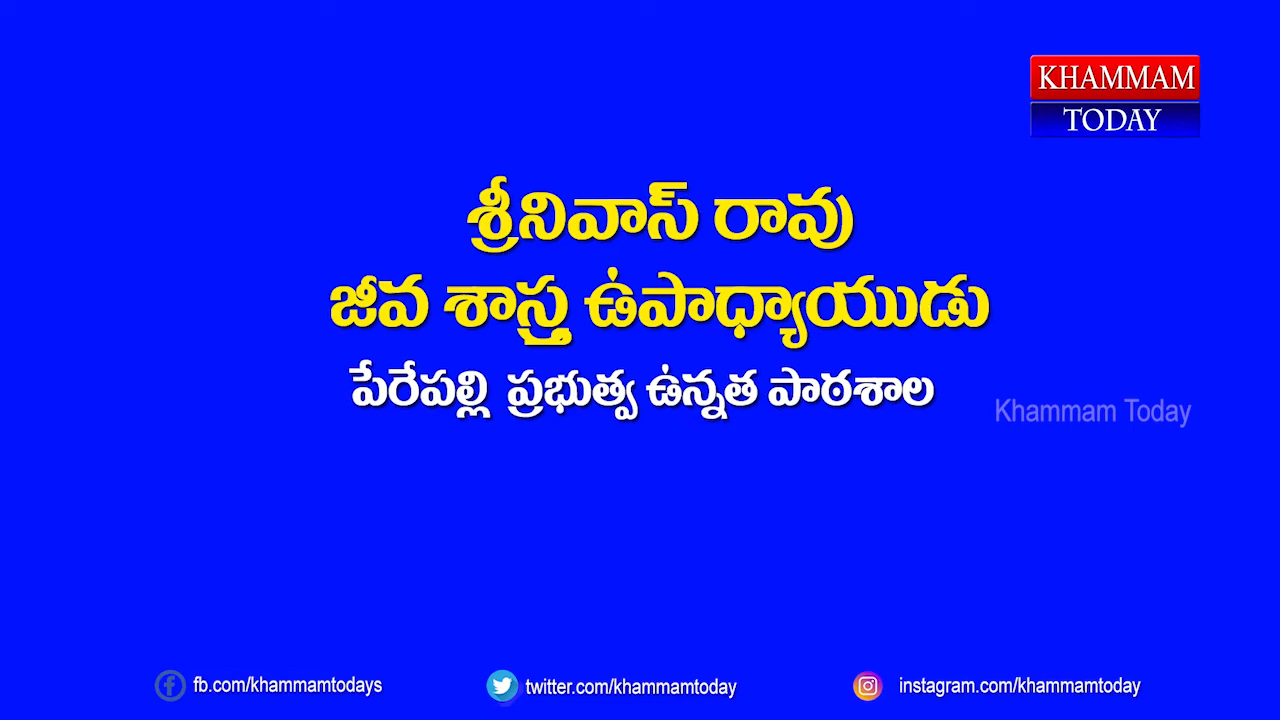 KHAMMAM
TODAY
శ్రీనివాస్ రావు
జీవ శాస్త్ర ఉపాధ్యాయుడు
పేరేపల్లి ప్రభుత్వ ఉన్నత పాఠశాల
Khammam Today
fb.com/khammamtodays
twitter.com/khammamtoday
instagram.com/khammamtoday